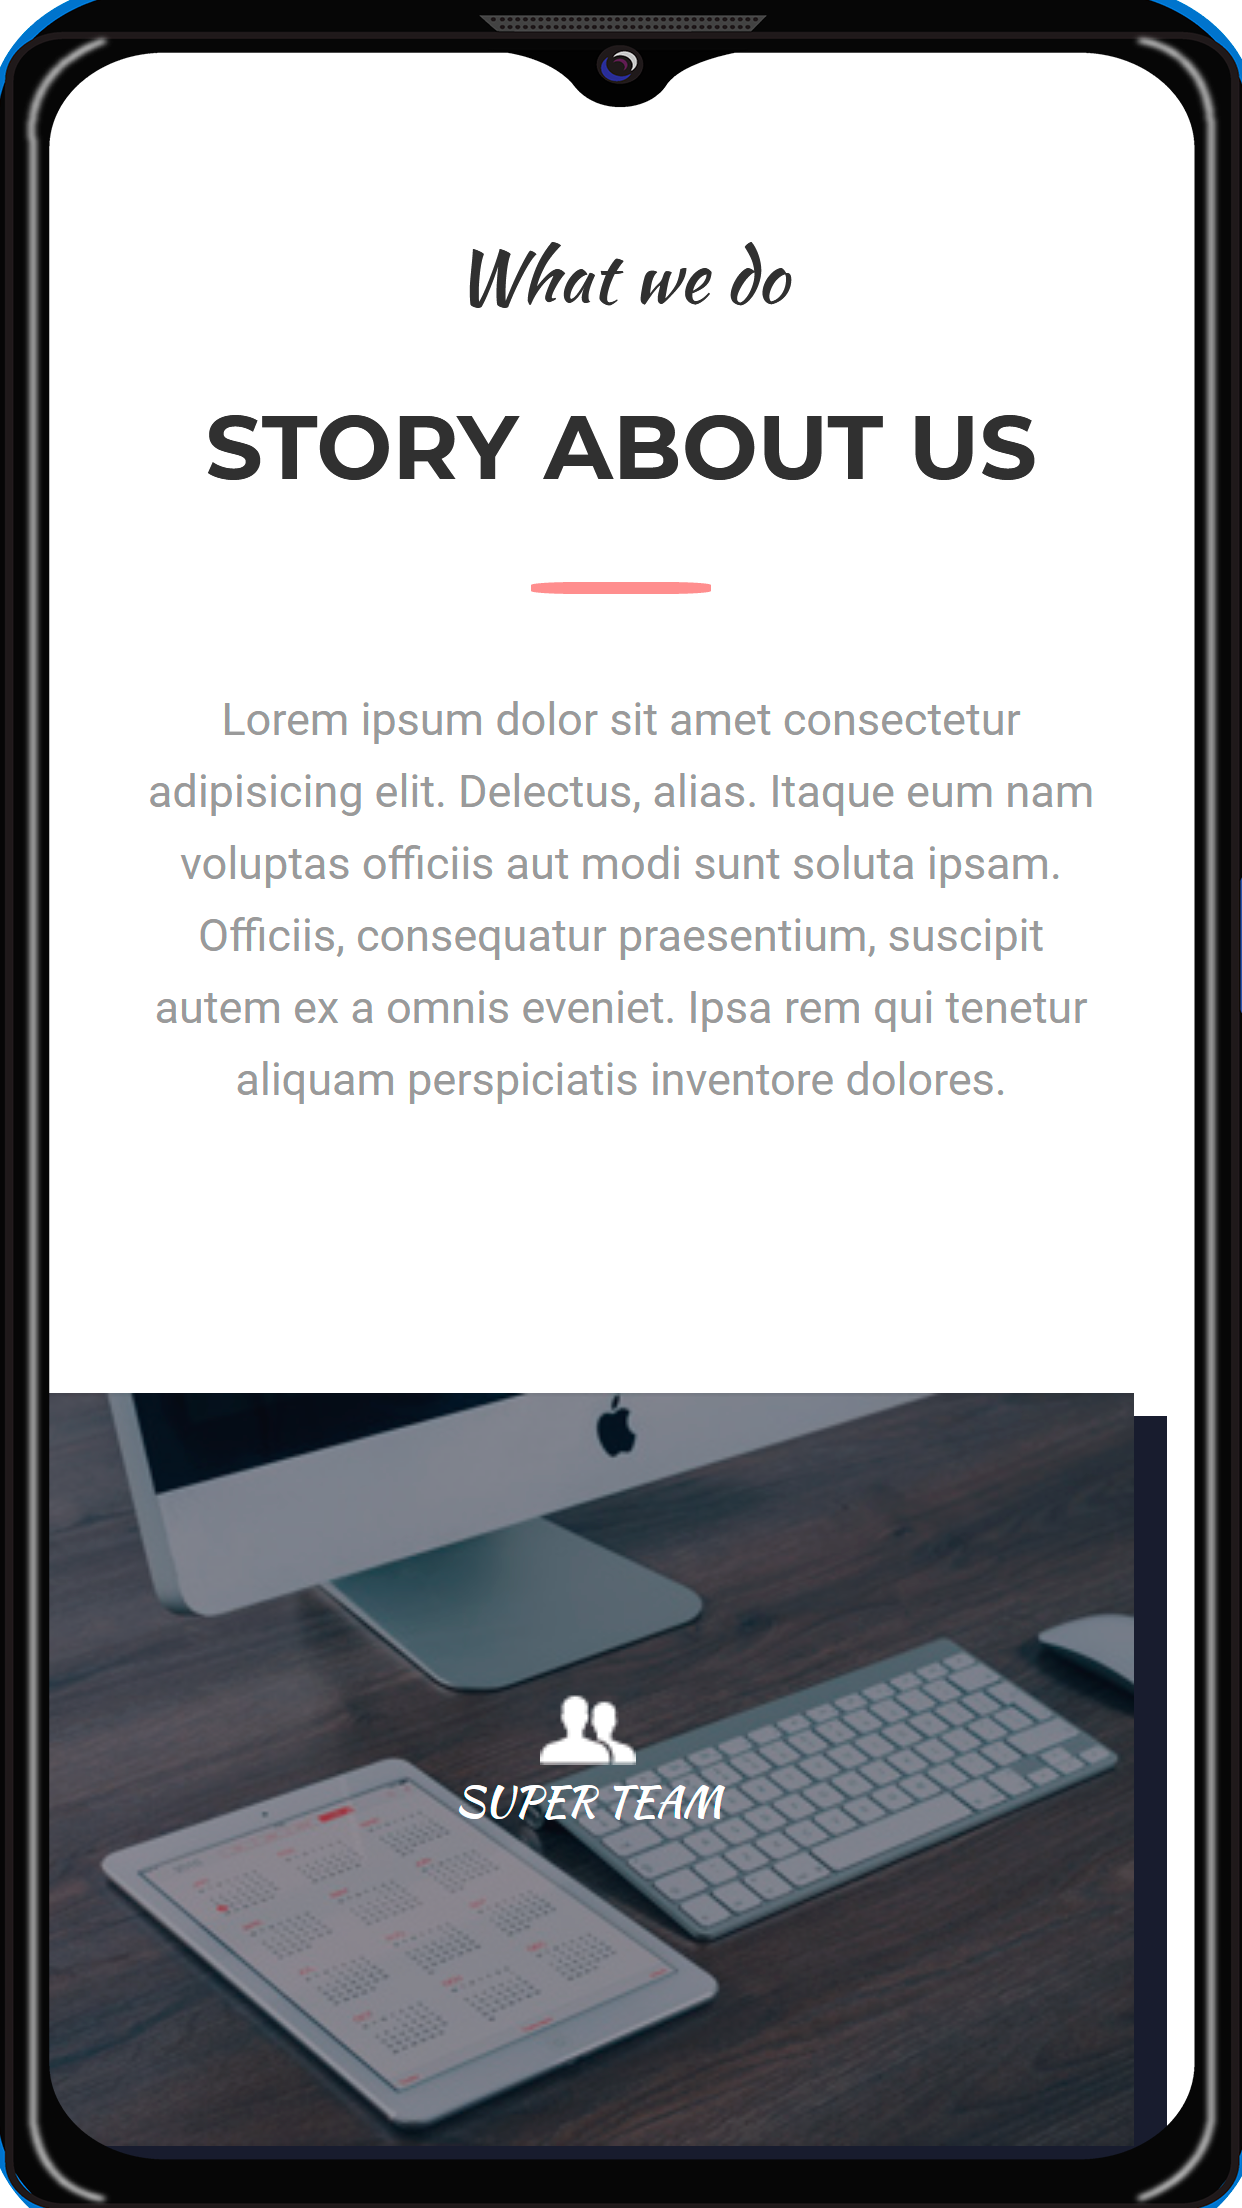 What we do
STORY ABOUT US
Lorem ipsum dolor sit amet consectetur
adipisicing elit. Delectus, alias. Itaque eum nam
voluptas officiis aut modi sunt soluta ipsam.
Officiis, consequatur praesentium, suscipit
autem ex a omnis eveniet. Ipsa rem qui tenetur
aliquam perspiciatis inventore dolores.
SUPER TEAM